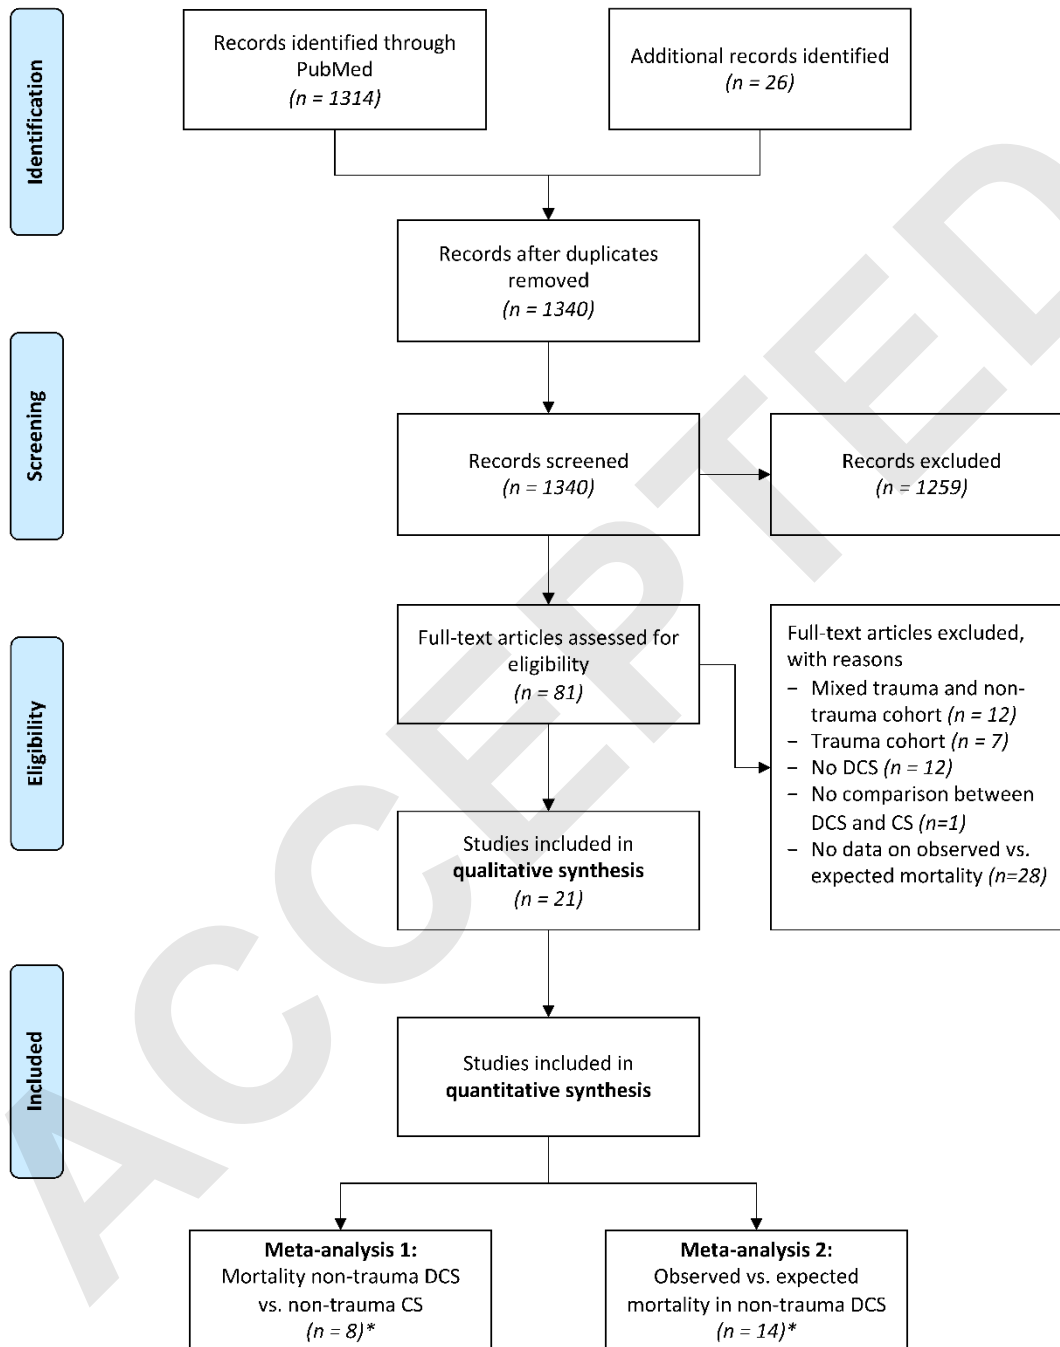 Identification
Records identified through
PubMed
(n = 1314)
Additional records identified
(n = 26)
Records after duplicates
removed
(n = 1340)
Screening
Records screened
(n = 1340)
Records excluded
(n = 1259)
Eligibility
Full-text articles assessed for
eligibility
(n = 81)
Full-text articles excluded,
with reasons
− Mixed trauma and non-
trauma cohort (n = 12)
− Trauma cohort (n = 7)
− No DCS (n = 12)
− No comparison between
DCS and CS (n=1)
− No data on observed vs.
expected mortality (n=28)
Studies included in
qualitative synthesis
(n = 21)
Included
Studies included in
quantitative synthesis
Meta-analysis 1:
Mortality non-trauma DCS
vs. non-trauma CS
(n = 8)*
Meta-analysis 2:
Observed vs. expected
mortality in non-trauma DCS
(n = 14)*
ACCEPTED